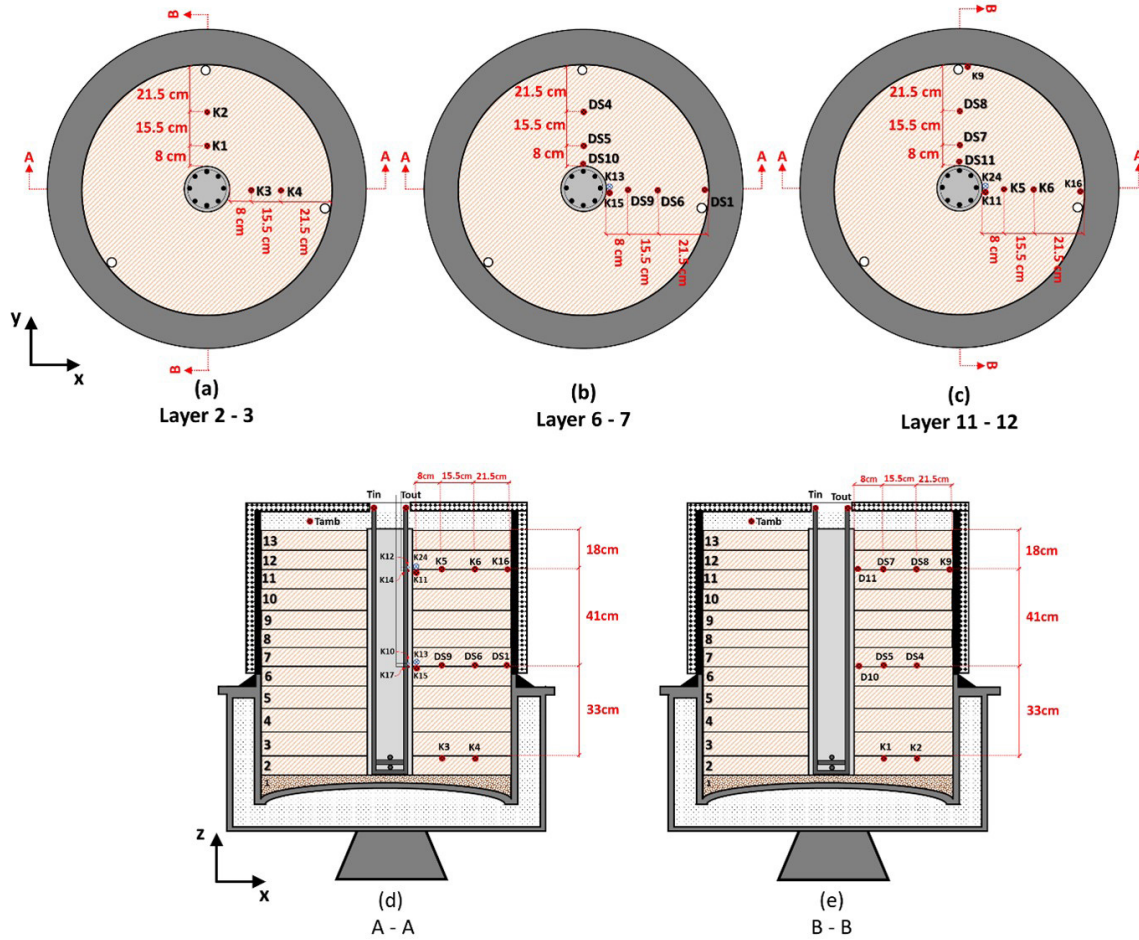 B
B
21.5 cm
K2
15.5 cm
K1
8 cm
A
A
K3
K4
8 cm
15.5 cm
21.5 cm
B
y
x
(a)
Layer 2 - 3
21.5 cm
DS4
15.5 cm
DS5
8 cm
DS10
K13
K15
DS9
DS6
DS1
8 cm
15.5 cm
21.5 cm
(b)
Layer 6 - 7
B
K9
21.5 cm
DS8
15.5 cm
DS7
8 cm
DS11
A
A
K24
K11
K5
K6
K16
8 cm
15.5 cm
21.5 cm
B
(c)
Layer 11 - 12
8cm
15.5cm
21.5cm
Tin
Tout
Tamb
13
12
11
10
9
8
7
6
5
4
3
2
1
K12
K24
K14
K11
K5
K6
K16
K10
K13
K17
K15
DS9
DS6
DS1
K3
K4
18cm
41cm
33cm
z
x
(d)
A - A
8cm
15.5cm
21.5cm
Tin
Tout
Tamb
13
12
11
10
9
8
7
6
5
4
3
2
1
D11
DS7
DS8
K9
D10
DS5
DS4
K1
K2
18cm
41cm
33cm
(e)
B - B